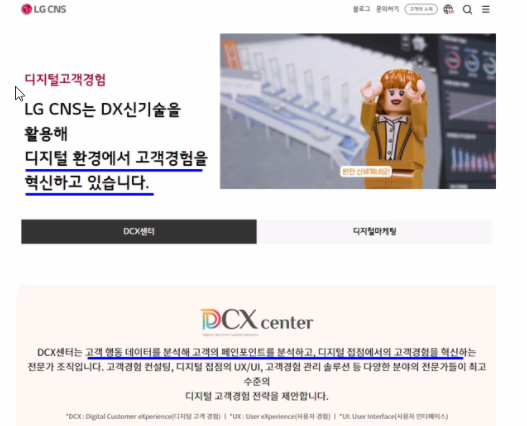 LG CNS
블로그 문의하기 고객의 소리
디지털고객경험
LG CNS는 DX신기술을
활용해
디지털 환경에서 고객경험을
혁신하고 있습니다.
완전 신세계네요!
DCX센터 디지털마케팅
DCX center
DCX센터는 고객 행동 데이터를 분석해 고객의 페인포인트를 분석하고, 디지털 접점에서의 고객경험을 혁신하는
전문가 조직입니다. 고객경험 컨설팅, 디지털 접점의 UX/UI, 고객경험 관리 솔루션 등 다양한 분야의 전문가들이 최고
수준의
디지털 고객경험 전략을 제안합니다.
*DCX : Digital Customer eXperience(디지털 고객 경험) | *UX : User eXperience(사용자 경험) | *UI: User Interface(사용자 인터페이스)